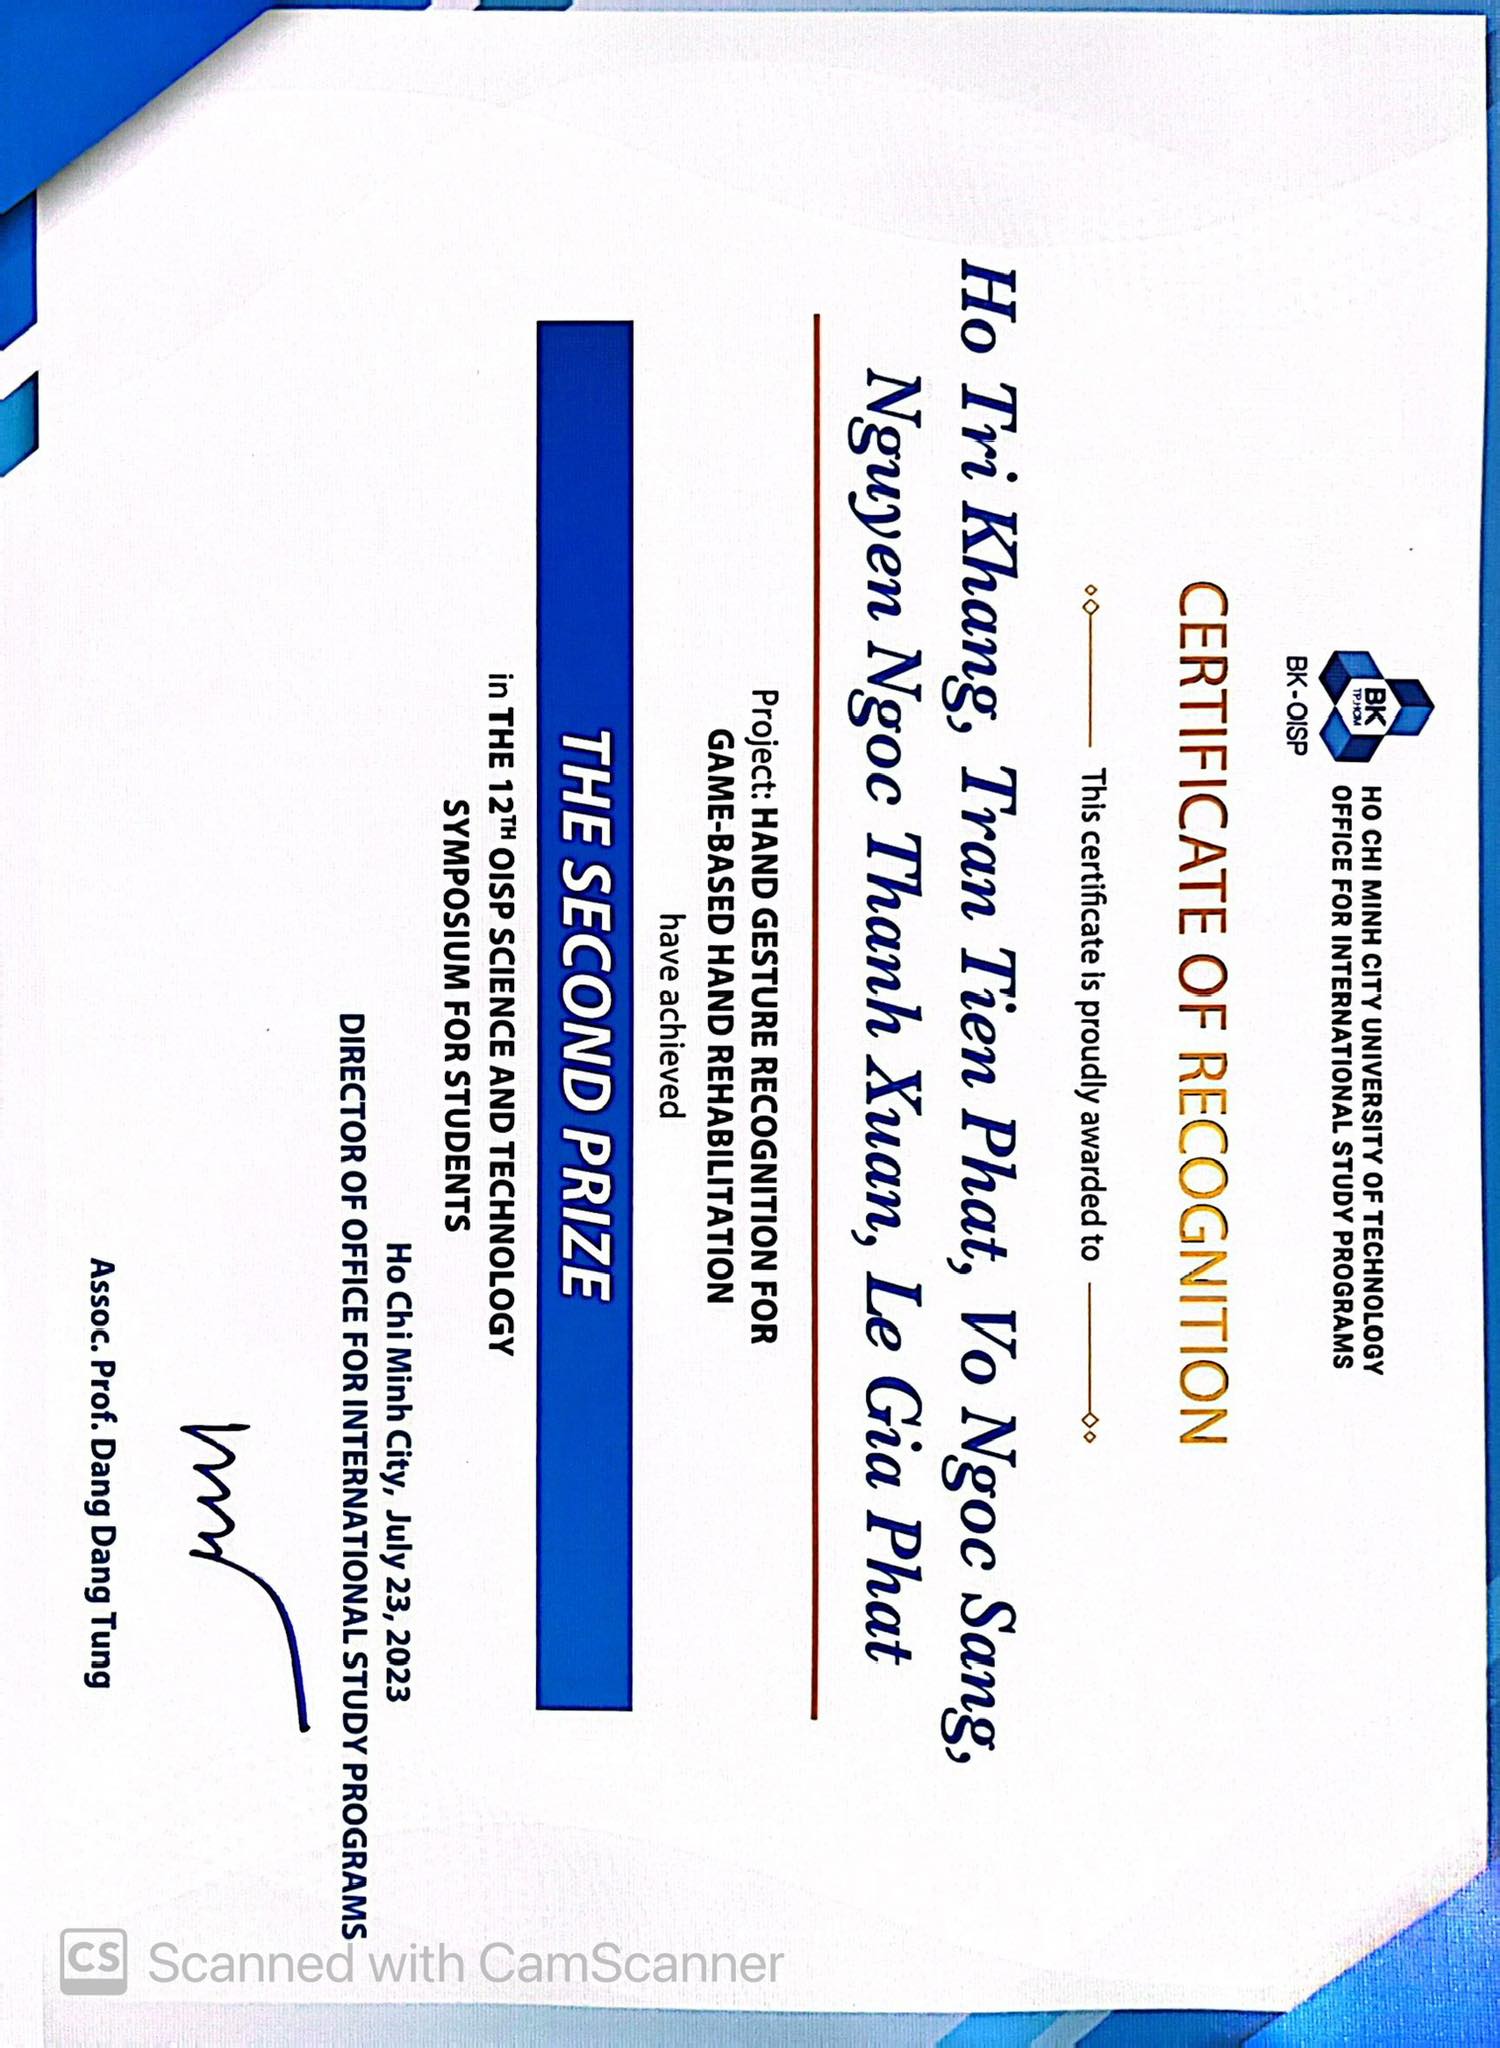 BK
TP.HCM
BK-OISP
HO CHI MINH CITY UNIVERSITY OF TECHNOLOGY
OFFICE FOR INTERNATIONAL STUDY PROGRAMS
CERTIFICATE OF RECOGNITION
This certificate is proudly awarded to
Ho Tri Khang, Tran Tien Phat, Vo Ngoc Sang,
Nguyen Ngoc Thanh Xuan, Le Gia Phat
Project: HAND GESTURE RECOGNITION FOR
GAME-BASED HAND REHABILITATION
have achieved
THE SECOND PRIZE
in THE 12TH OISP SCIENCE AND TECHNOLOGY
SYMPOSIUM FOR STUDENTS
Ho Chi Minh City, July 23, 2023
DIRECTOR OF OFFICE FOR INTERNATIONAL STUDY PROGRAMS
Assoc. Prof. Dang Dang Tung
CS Scanned with CamScanner